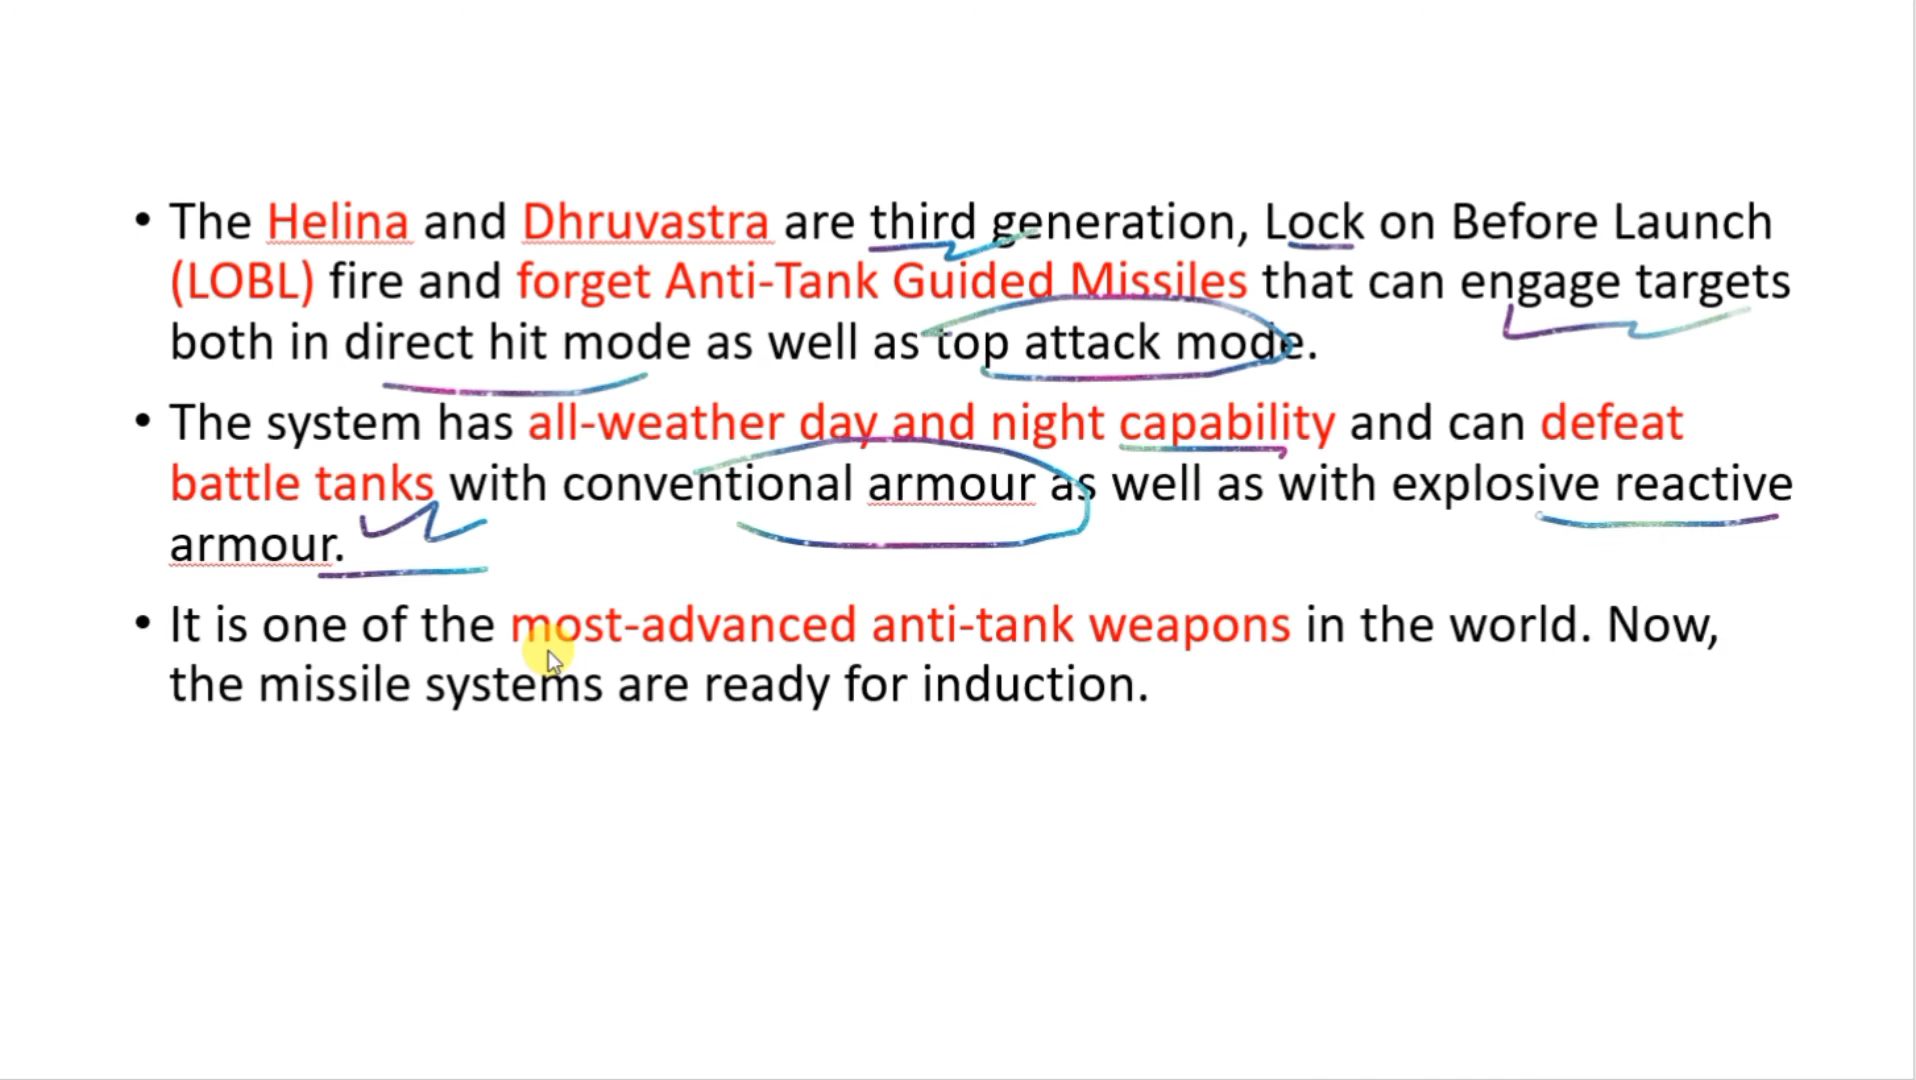 • The Helina and Dhruvastra are third generation, Lock on Before Launch
(LOBL) fire and forget Anti-Tank Guided Missiles that can engage targets
both in direct hit mode as well as top attack mode.
• The system has all-weather day and night capability and can defeat
battle tanks with conventional armour as well as with explosive reactive
armour.
• It is one of the most-advanced anti-tank weapons in the world. Now,
the missile systems are ready for induction.